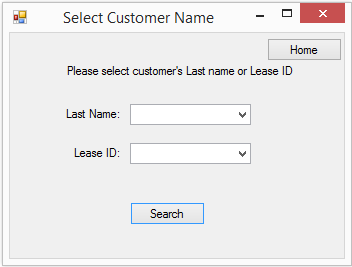 Select Customer Name
Home
Please select customer's Last name or Lease ID
Last Name:
Lease ID:
Search